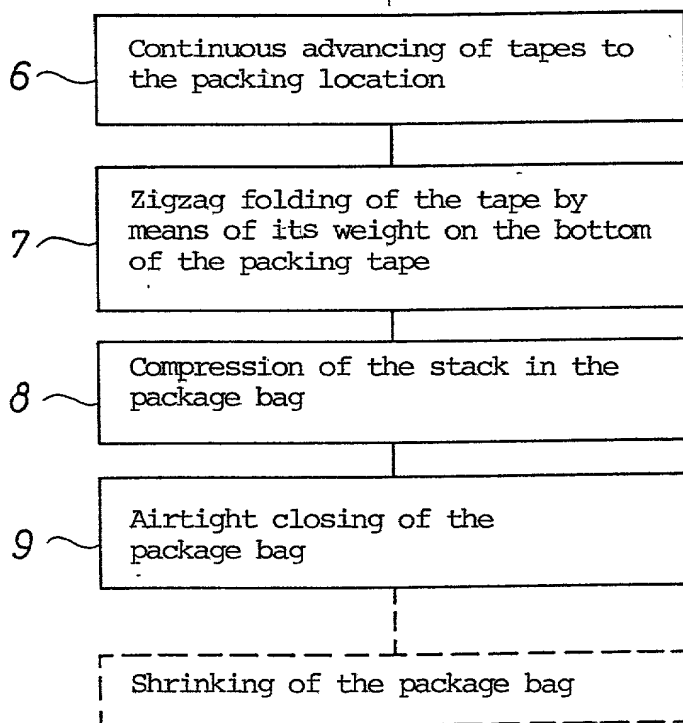 6
Continuous advancing of tapes to
the packing location
7
Zigzag folding of the tape by
means of its weight on the bottom
of the packing tape
8
Compression of the stack in the
package bag
9
Airtight closing of the
package bag
Shrinking of the package bag